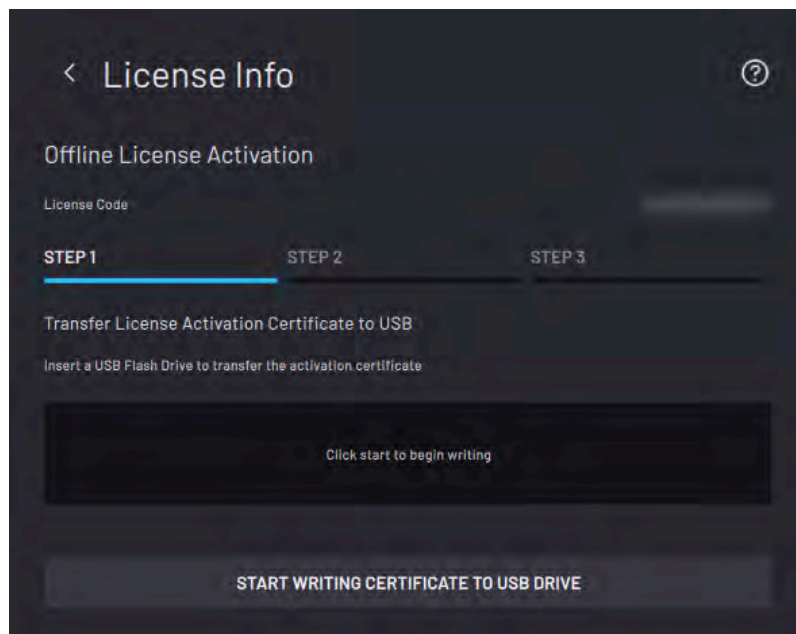 License Info
Offline License Activation
License Code
STEP 1 STEP 2 STEP 3
Transfer License Activation Certificate to USB
Insert a USB Flash Drive to transfer the activation certificate
Click start to begin writing
START WRITING CERTIFICATE TO USB DRIVE